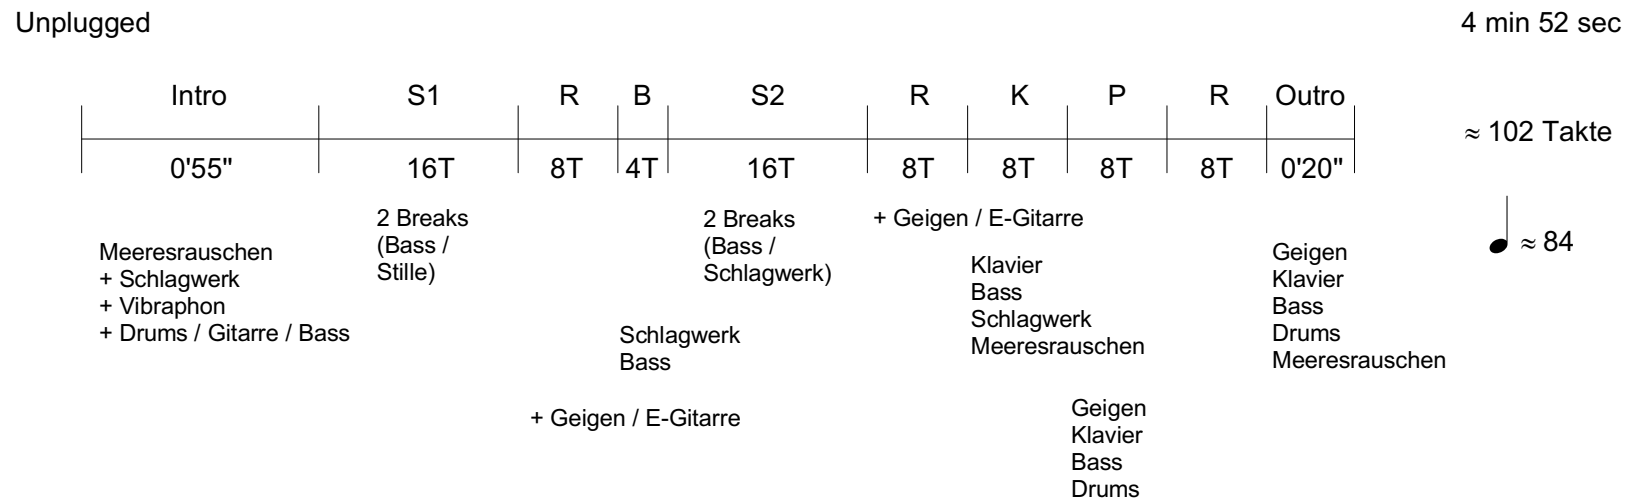 Unplugged 4 min 52 sec
Intro S1 R B S2 R K P R Outro
≈ 102 Takte
0'55" 16T 8T 4T 16T 8T 8T 8T 8T 0'20"
Meeresrauschen
+ Schlagwerk
+ Vibraphon
+ Drums / Gitarre / Bass
2 Breaks
(Bass /
Stille)
+ Geigen / E-Gitarre
Schlagwerk
Bass
2 Breaks
(Bass /
Schlagwerk)
+ Geigen / E-Gitarre
Klavier
Bass
Schlagwerk
Meeresrauschen
Geigen
Klavier
Bass
Drums
Geigen
Klavier
Bass
Drums
Meeresrauschen
≈ 84